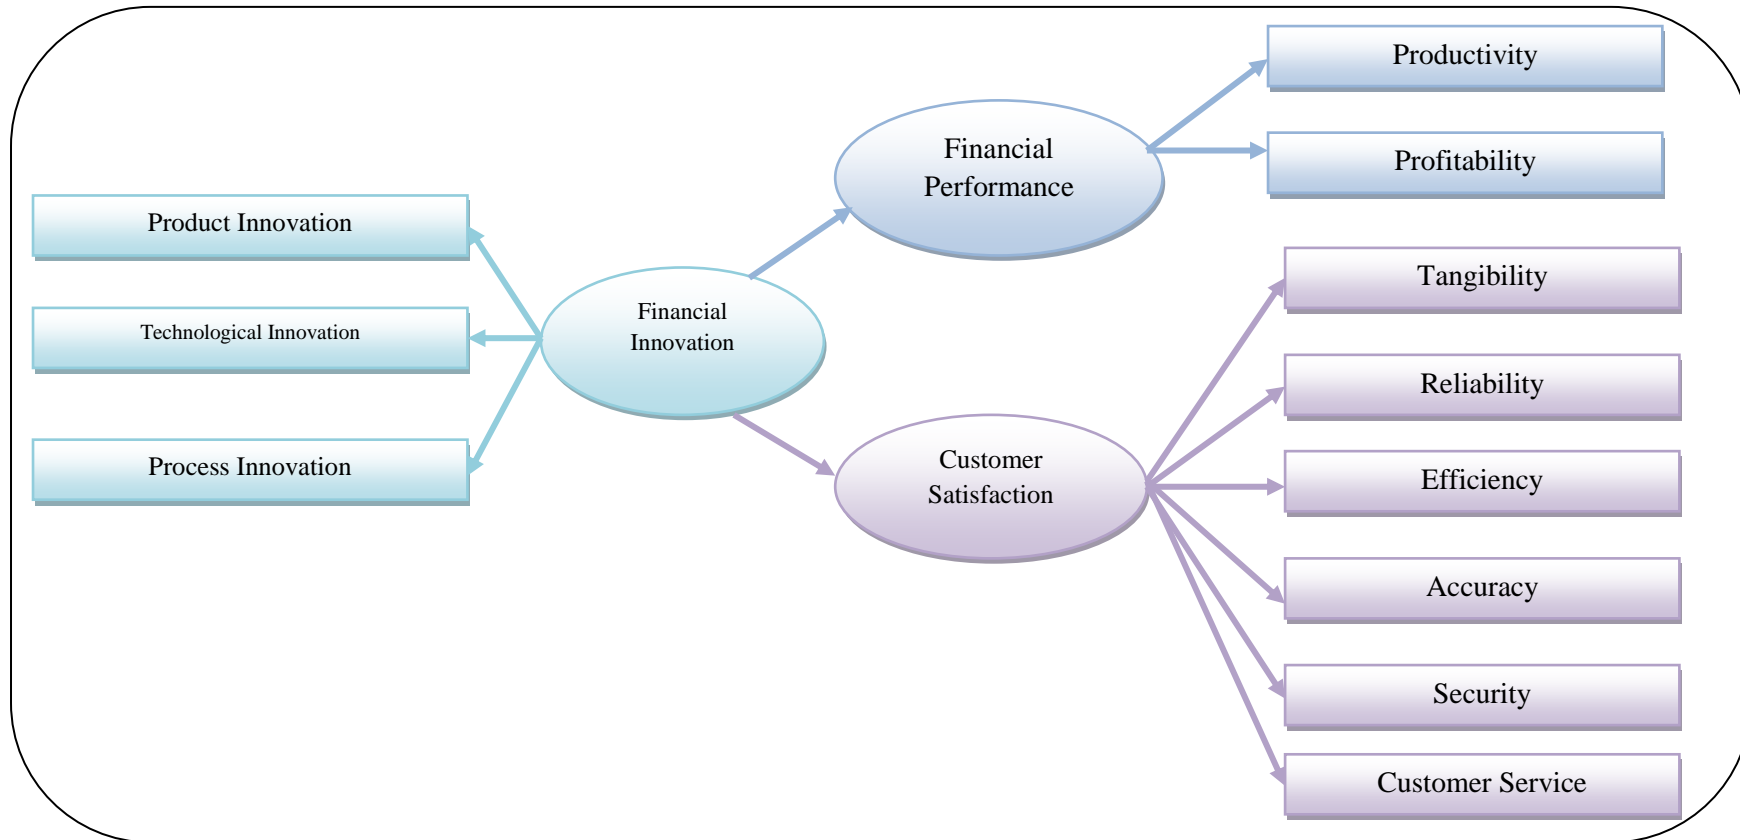 Product Innovation
Technological Innovation
Process Innovation
Financial
Innovation
Financial
Performance
Customer
Satisfaction
Productivity
Profitability
Tangibility
Reliability
Efficiency
Accuracy
Security
Customer Service